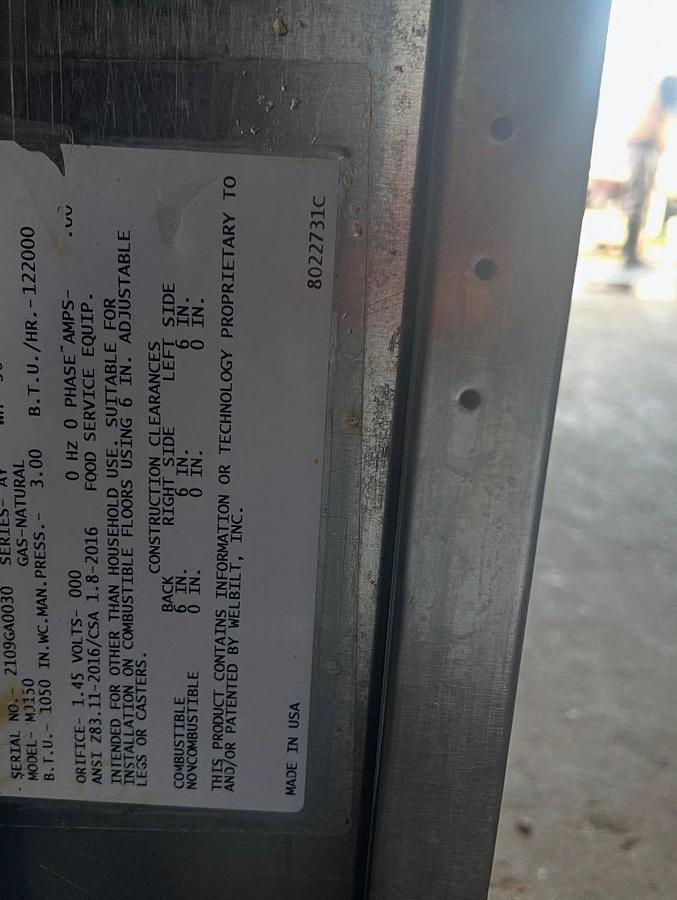 SERIAL NO.- 2109GA0030 SERIES- AY
MODEL- MJ150 GAS-NATURAL
B.T.U.- 1050 IN.WC.MAN.PRESS.- 3.00 B.T.U./HR.-122000
ORIFICE- 1.45 VOLTS- 000 0 HZ 0 PHASE AMPS- .00
ANSI Z83.11-2016/CSA 1.8-2016 FOOD SERVICE EQUIP.
INTENDED FOR OTHER THAN HOUSEHOLD USE. SUITABLE FOR
INSTALLATION ON COMBUSTIBLE FLOORS USING 6 IN. ADJUSTABLE
LEGS OR CASTERS.
CONSTRUCTION CLEARANCES
BACK RIGHT SIDE LEFT SIDE
COMBUSTIBLE 6 IN. 6 IN. 6 IN.
NONCOMBUSTIBLE 0 IN. 0 IN. 0 IN.
THIS PRODUCT CONTAINS INFORMATION OR TECHNOLOGY PROPRIETARY TO
AND/OR PATENTED BY WELBILT, INC.
MADE IN USA 8022731C